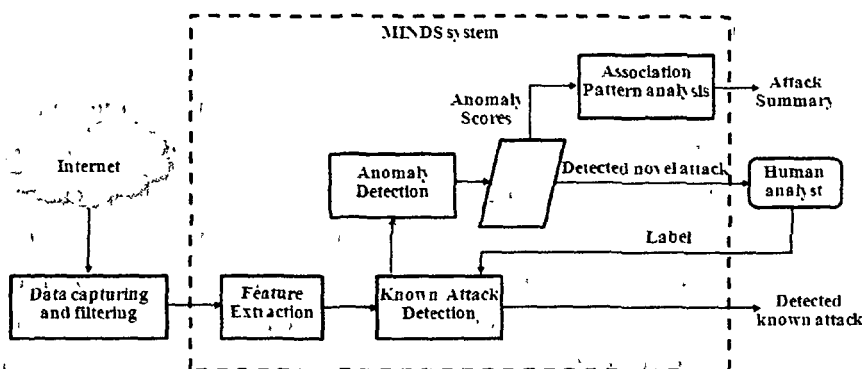 MINDS system
Association
Pattern analysis
Attack
Summary
Anomaly
Scores
Internet
Anomaly
Detection
Detected novel attack
Human
analyst
Label
Data capturing
and filtering
Feature
Extraction
Known Attack
Detection
Detected
known attack